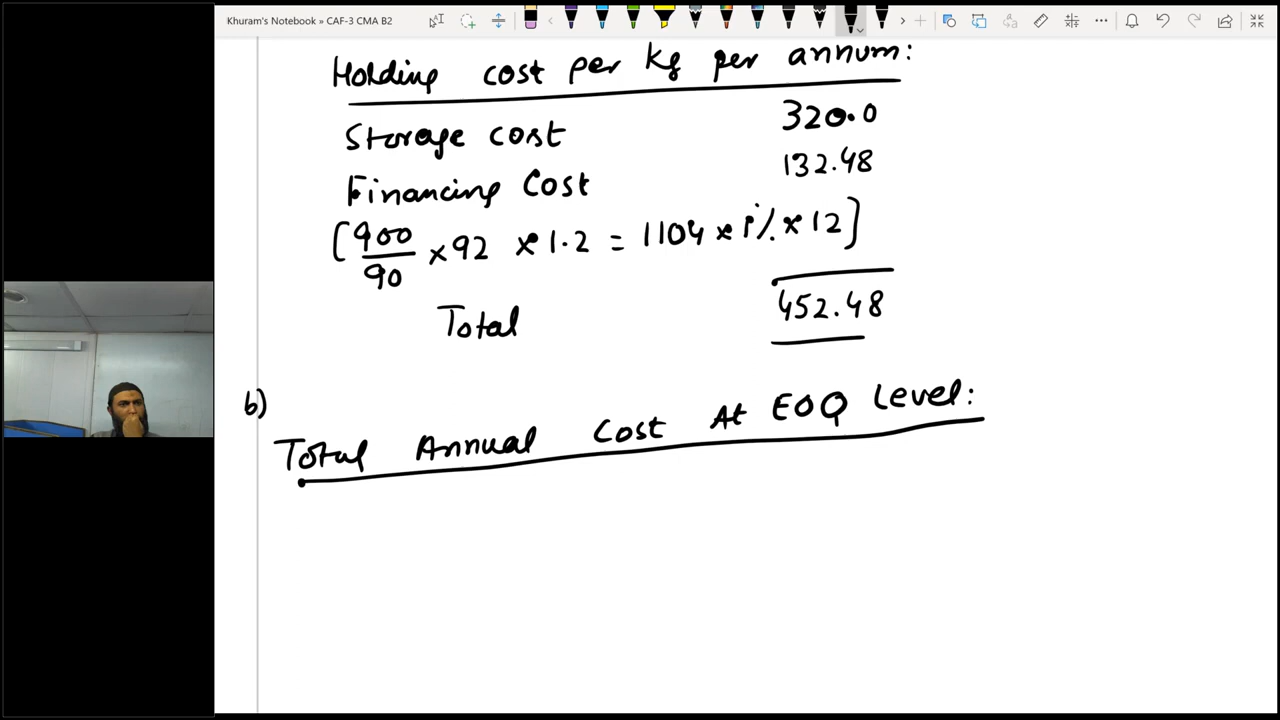 Khuram's Notebook » CAF-3 CMA B2
Holding cost per kg per annum:
Storage cost 320.0
Financing Cost 132.48
[900/90 × 92 × 1.2 = 1104 × 1% × 12]
Total 452.48
b)
Total Annual Cost At EOQ Level: